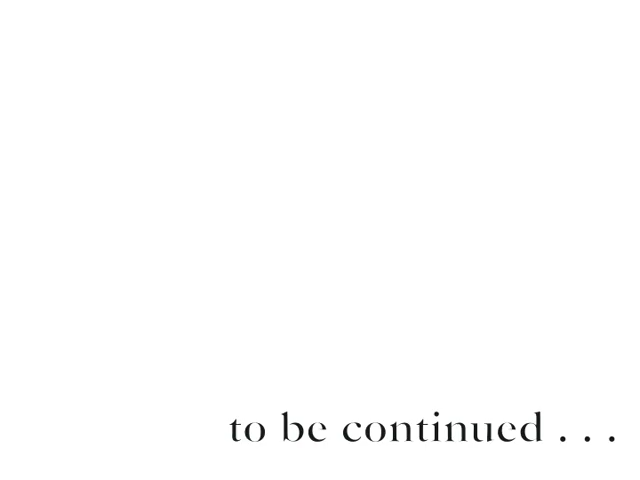 to be continued . . .